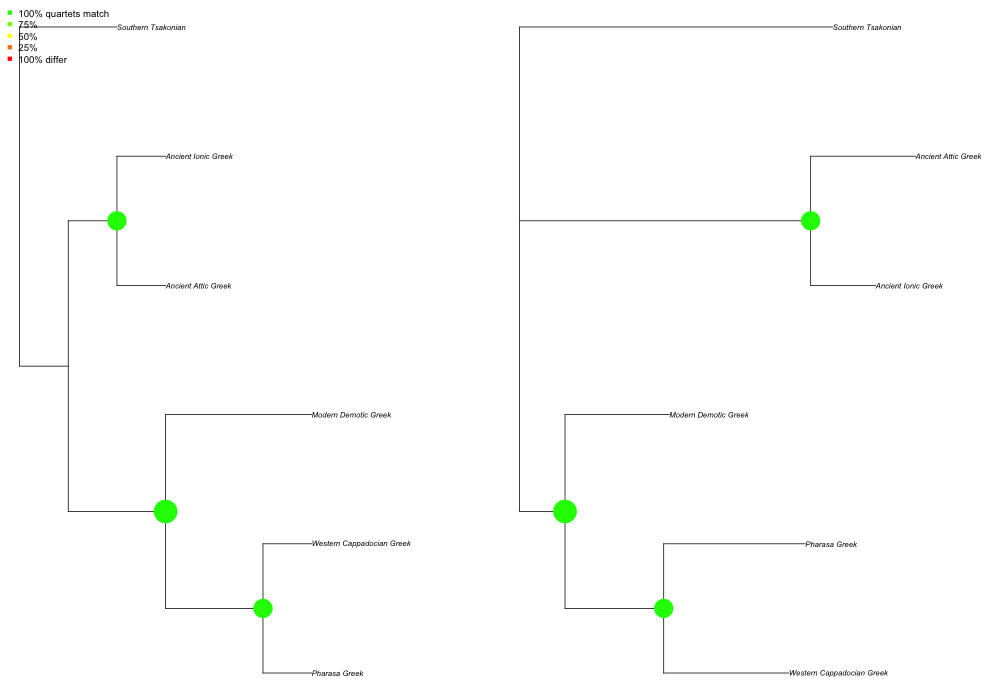 100% quartets match
75%
50%
25%
100% differ
Southern Tsakonian
Ancient Ionic Greek
Ancient Attic Greek
Modern Demotic Greek
Western Cappadocian Greek
Pharasa Greek
Southern Tsakonian
Ancient Attic Greek
Ancient Ionic Greek
Modern Demotic Greek
Pharasa Greek
Western Cappadocian Greek